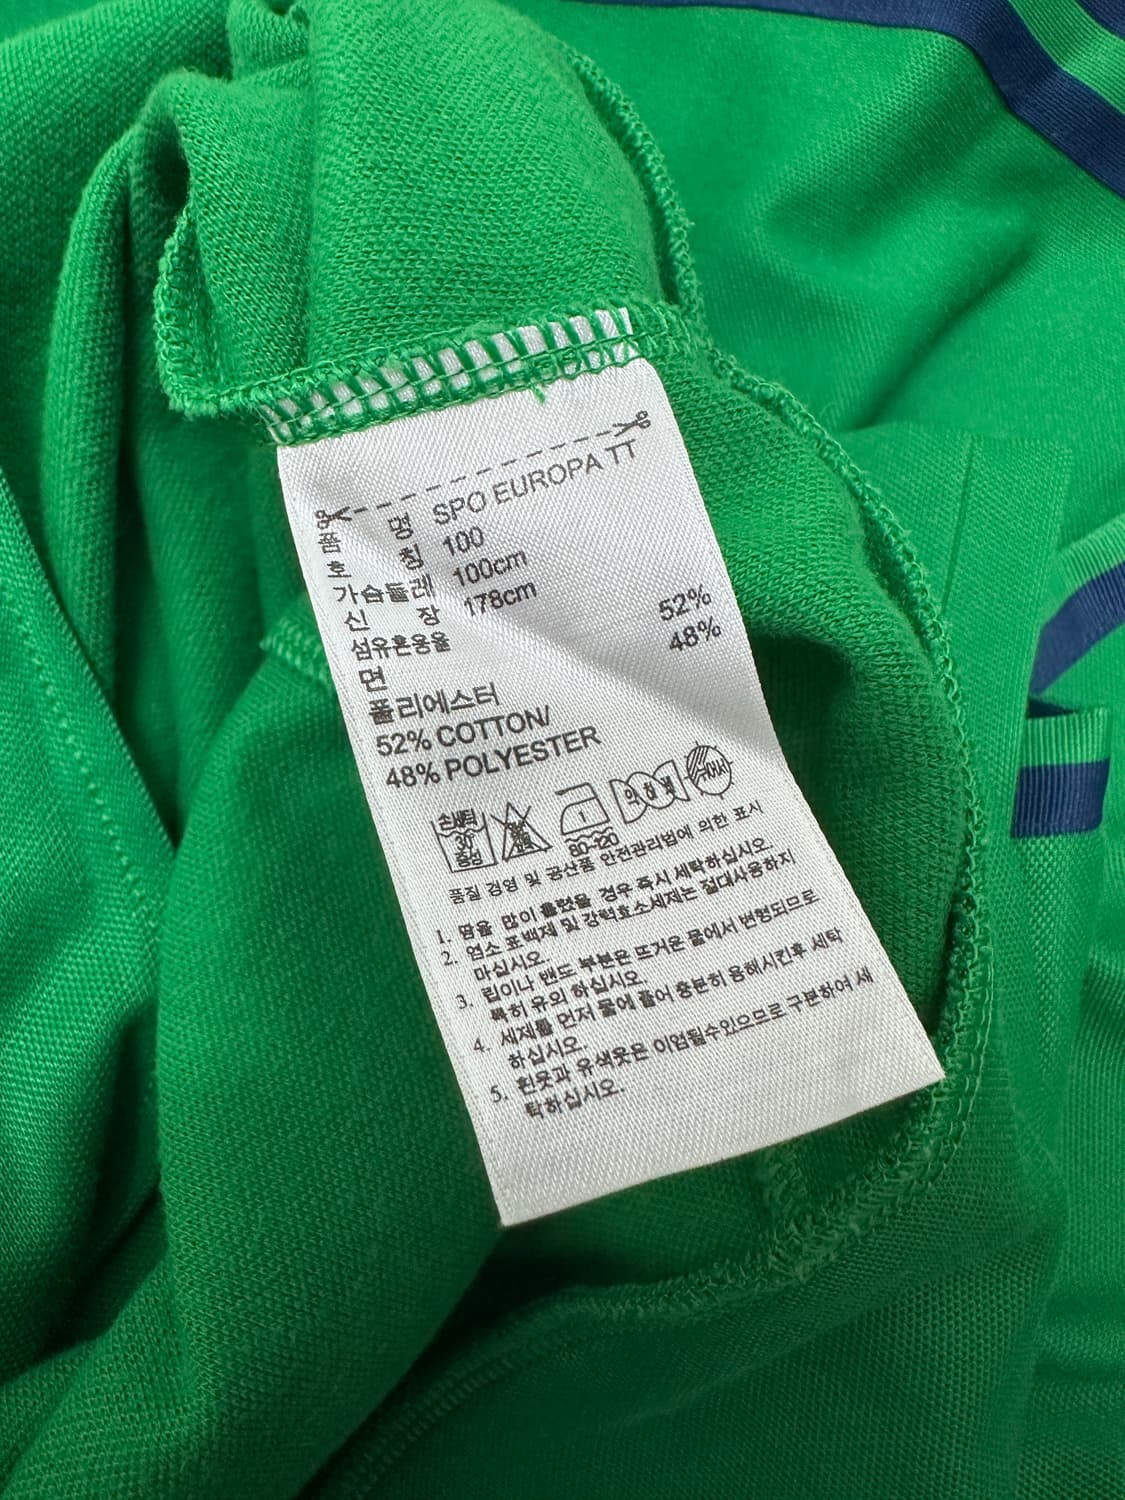 품 명 SPO EUROPA TT
호 칭 100
가슴둘레 100cm
신 장 178cm
섬유혼용율
면 52%
폴리에스터 48%
52% COTTON/
48% POLYESTER
손세탁 30° 중성
80-120
품질 경영 및 공산품 안전관리법에 의한 표시
1. 땀을 많이 흘렸을 경우 즉시 세탁하십시오.
2. 염소 표백제 및 강력효소세제는 절대사용하지
마십시오.
3. 립이나 밴드 부분은 뜨거운 물에서 변형되므로
특히 유의 하십시오.
4. 세제를 먼저 물에 풀어 충분히 용해시킨후 세탁
하십시오.
5. 흰옷과 유색옷은 이염될수있으므로 구분하여 세
탁하십시오.